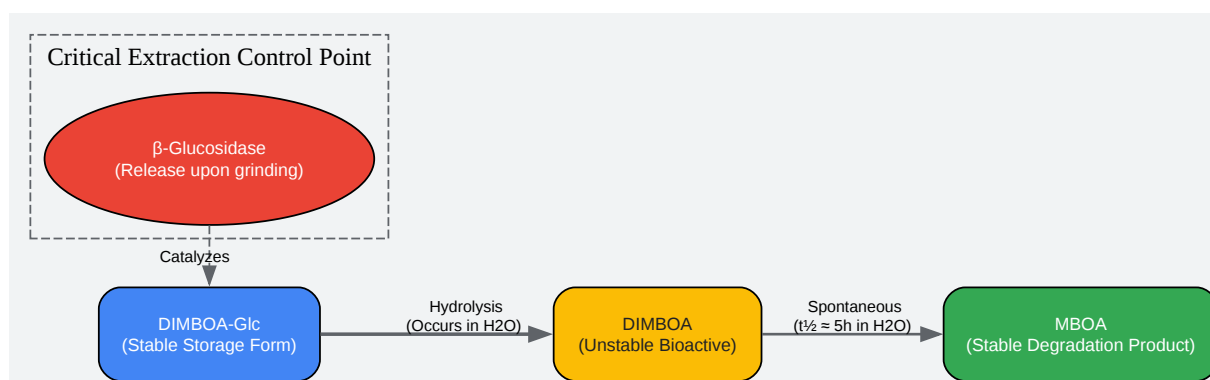 Critical Extraction Control Point
β-Glucosidase
(Release upon grinding)
Catalyzes
DIMBOA-Glc
(Stable Storage Form)
Hydrolysis
(Occurs in H2O)
DIMBOA
(Unstable Bioactive)
Spontaneous
(t½ ≈ 5h in H2O)
MBOA
(Stable Degradation Product)